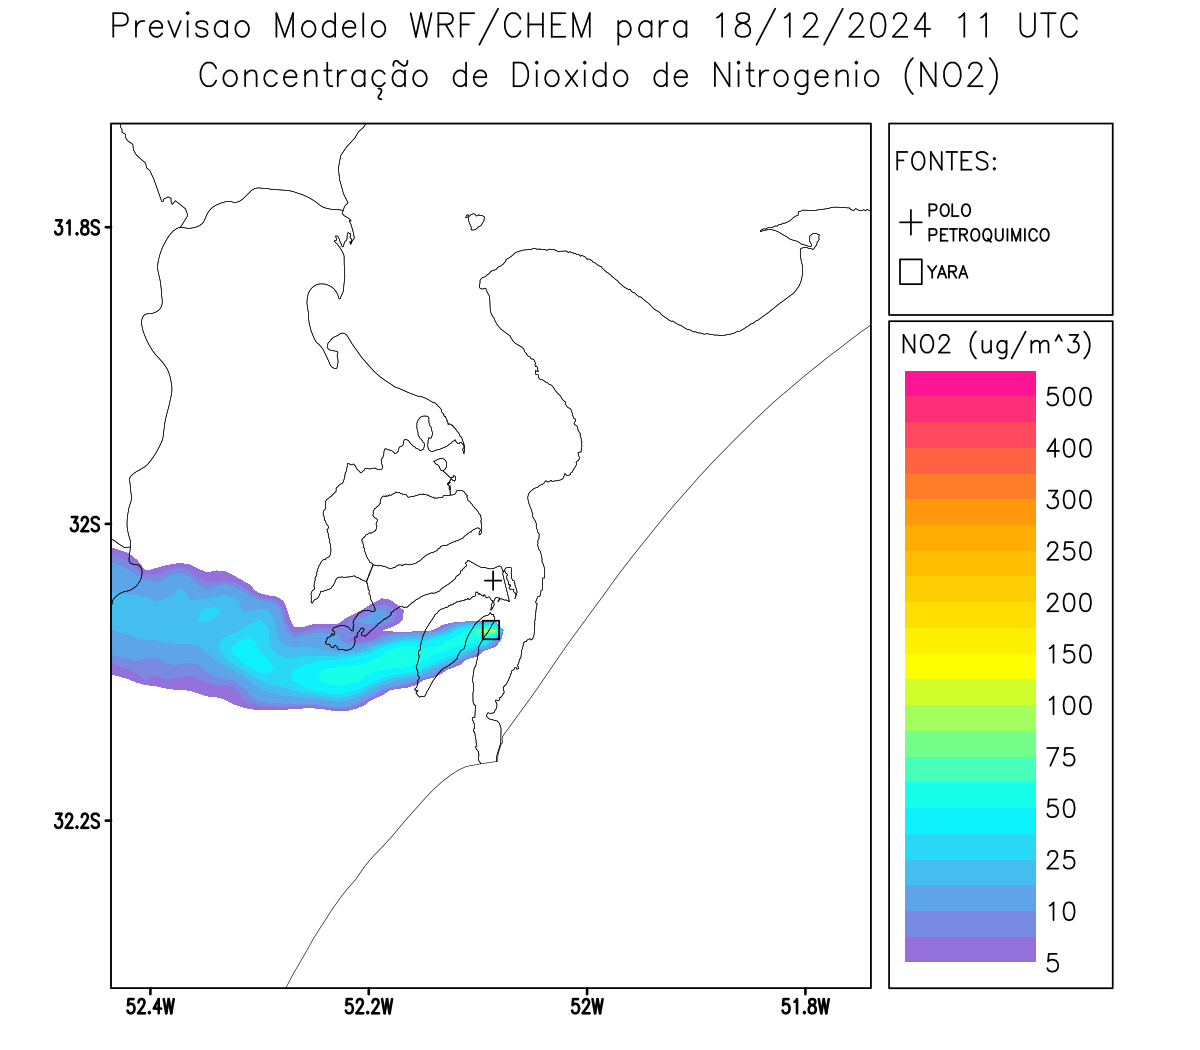 Previsao Modelo WRF/CHEM para 18/12/2024 11 UTC
Concentração de Dioxido de Nitrogenio (NO2)
FONTES:
POLO
PETROQUIMICO
YARA
NO2 (ug/m^3)
500
400
300
250
200
150
100
75
50
25
10
5
31.8S
32S
32.2S
52.4W
52.2W
52W
51.8W